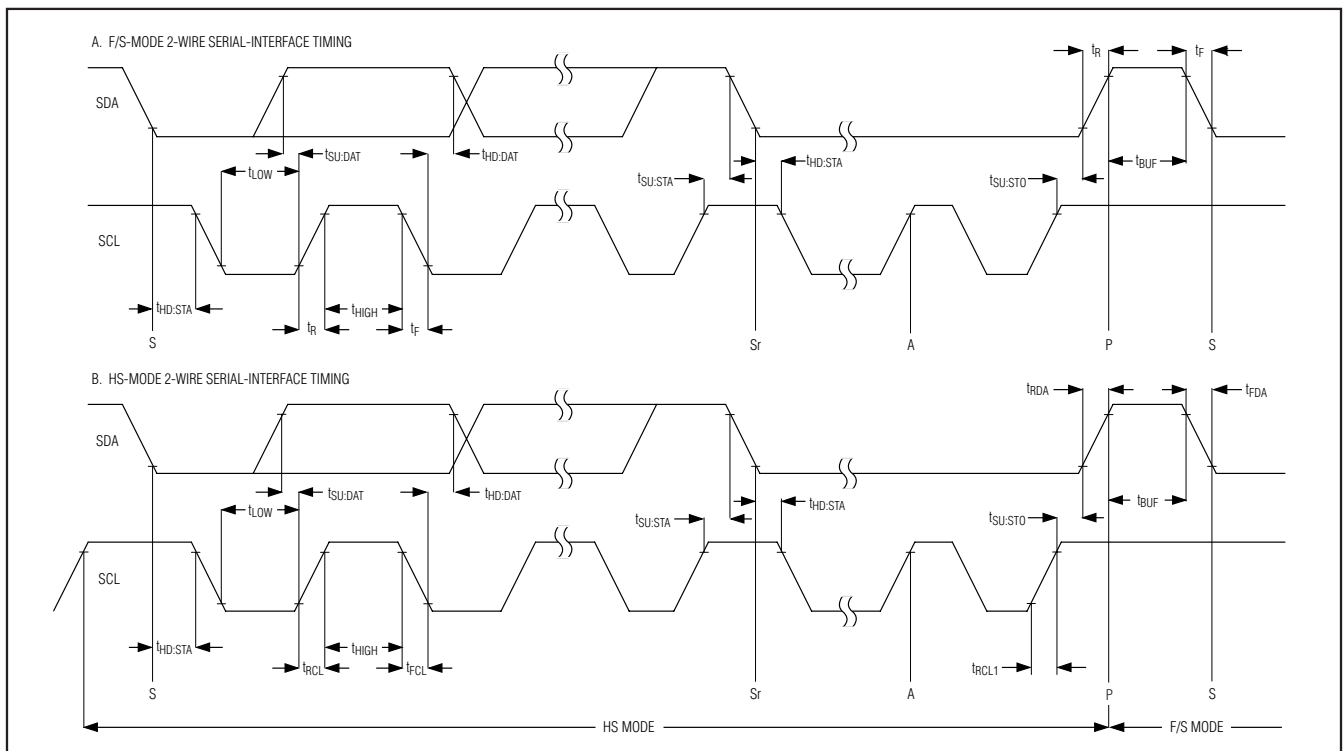 A. F/S-MODE 2-WIRE SERIAL-INTERFACE TIMING
tR
tF
SDA
tSU:DAT
tHD:DAT
tHD:STA
tBUF
tLOW
tSU:STA
tSU:STO
SCL
tHD:STA
tR
tHIGH
tF
S
Sr
A
P
S
B. HS-MODE 2-WIRE SERIAL-INTERFACE TIMING
tRDA
tFDA
SDA
tSU:DAT
tHD:DAT
tHD:STA
tBUF
tLOW
tSU:STA
tSU:STO
SCL
tHD:STA
tRCL
tHIGH
tFCL
tRCL1
S
Sr
A
P
S
HS MODE
F/S MODE